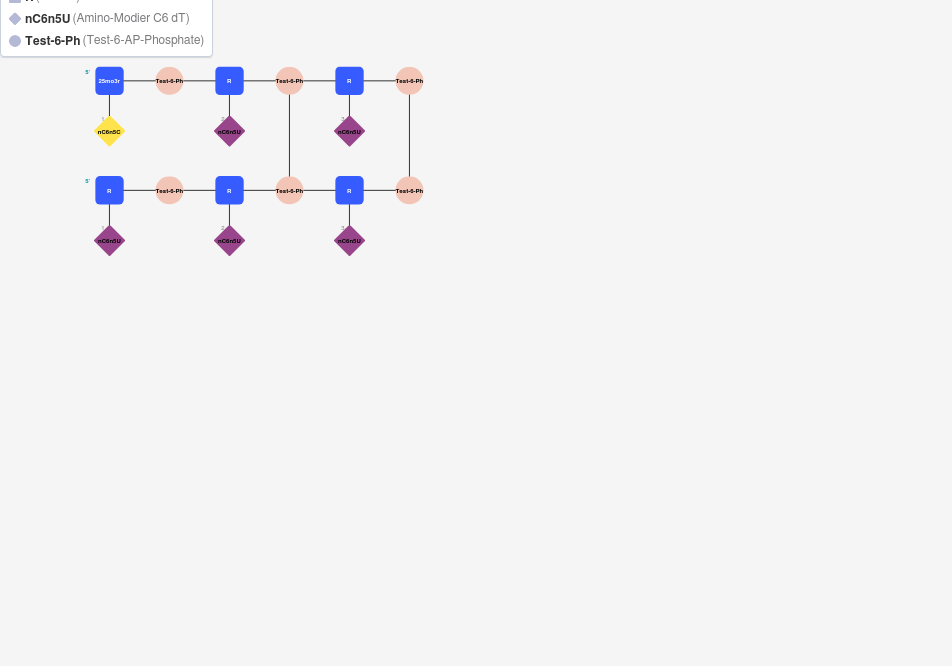 nC6n5U (Amino-Modier C6 dT)
Test-6-Ph (Test-6-AP-Phosphate)
5' 25mo3r Test-6-Ph R Test-6-Ph R Test-6-Ph
1 2 3
nC6n5C nC6n5U nC6n5U
5' R Test-6-Ph R Test-6-Ph R Test-6-Ph
1 2 3
nC6n5U nC6n5U nC6n5U